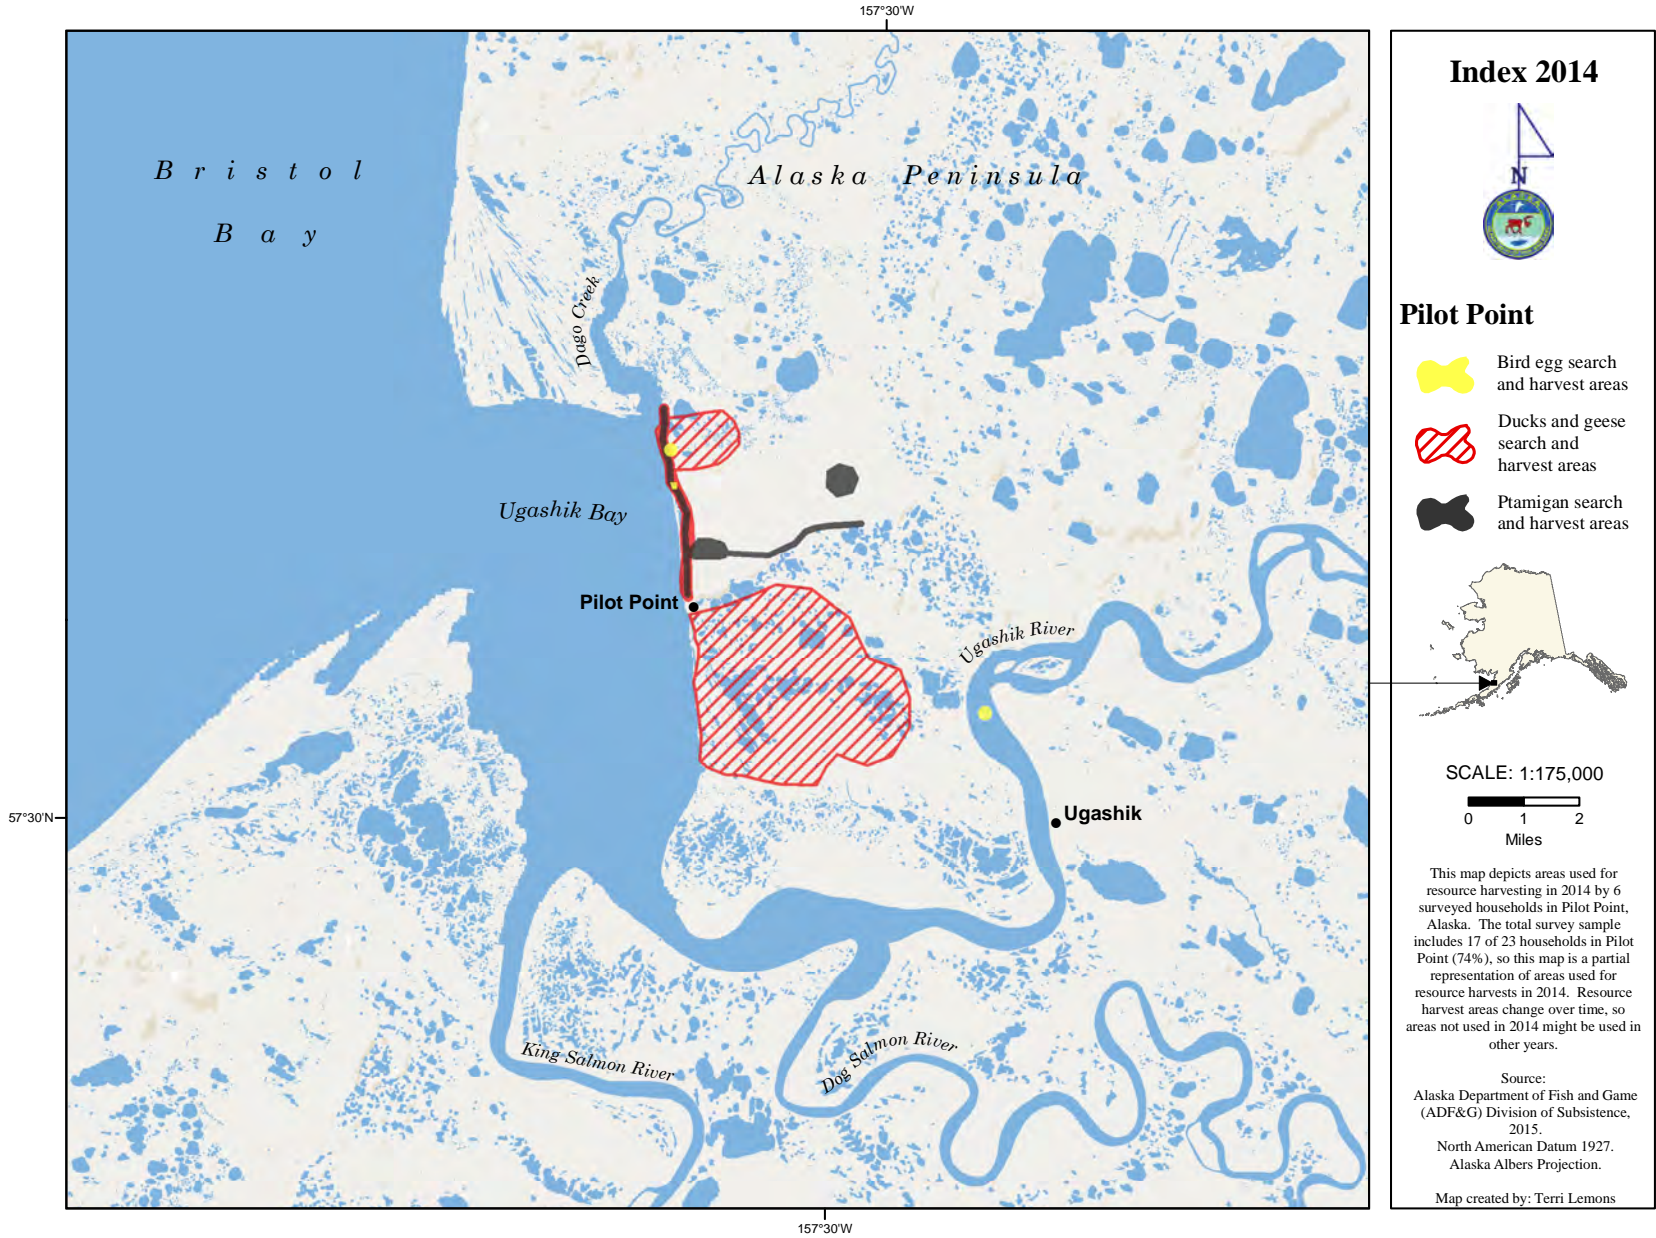 157°30'W
Bristol
Bay
Alaska Peninsula
Dago Creek
Ugashik Bay
Pilot Point
Ugashik River
57°30'N
Ugashik
King Salmon River
Dog Salmon River
157°30'W
Index 2014
N
ALASKA
Pilot Point
Bird egg search
and harvest areas
Ducks and geese
search and
harvest areas
Ptamigan search
and harvest areas
SCALE: 1:175,000
0 1 2
Miles
This map depicts areas used for
resource harvesting in 2014 by 6
surveyed households in Pilot Point,
Alaska. The total survey sample
includes 17 of 23 households in Pilot
Point (74%), so this map is a partial
representation of areas used for
resource harvests in 2014. Resource
harvest areas change over time, so
areas not used in 2014 might be used in
other years.
Source:
Alaska Department of Fish and Game
(ADF&G) Division of Subsistence,
2015.
North American Datum 1927.
Alaska Albers Projection.
Map created by: Terri Lemons